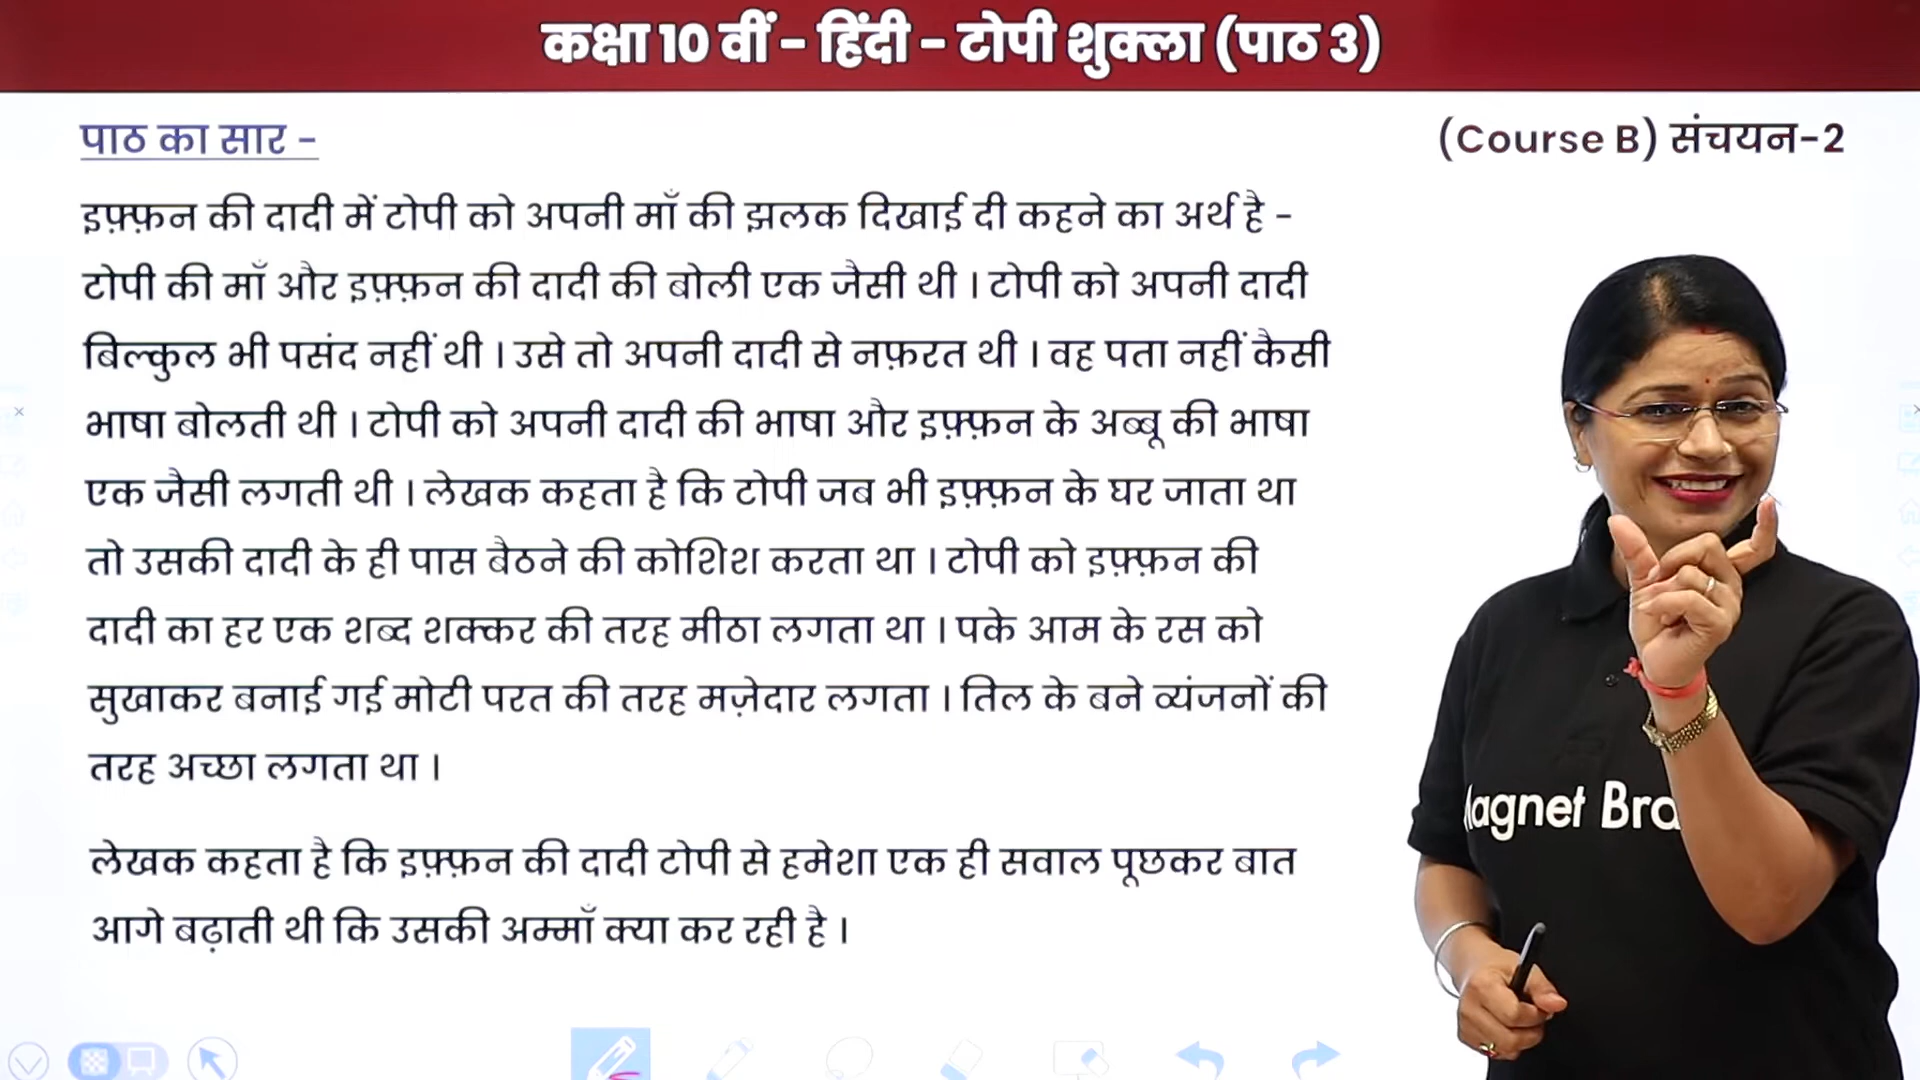 कक्षा 10 वीं - हिंदी - टोपी शुक्ला (पाठ 3)
पाठ का सार -
(Course B) संचयन-2
इफ़्फ़न की दादी में टोपी को अपनी माँ की झलक दिखाई दी कहने का अर्थ है -
टोपी की माँ और इफ़्फ़न की दादी की बोली एक जैसी थी । टोपी को अपनी दादी
बिल्कुल भी पसंद नहीं थी । उसे तो अपनी दादी से नफ़रत थी । वह पता नहीं कैसी
भाषा बोलती थी । टोपी को अपनी दादी की भाषा और इफ़्फ़न के अब्बू की भाषा
एक जैसी लगती थी । लेखक कहता है कि टोपी जब भी इफ़्फ़न के घर जाता था
तो उसकी दादी के ही पास बैठने की कोशिश करता था । टोपी को इफ़्फ़न की
दादी का हर एक शब्द शक्कर की तरह मीठा लगता था । पके आम के रस को
सुखाकर बनाई गई मोटी परत की तरह मज़ेदार लगता । तिल के बने व्यंजनों की
तरह अच्छा लगता था ।
लेखक कहता है कि इफ़्फ़न की दादी टोपी से हमेशा एक ही सवाल पूछकर बात
आगे बढ़ाती थी कि उसकी अम्माँ क्या कर रही है ।
agnet Bra